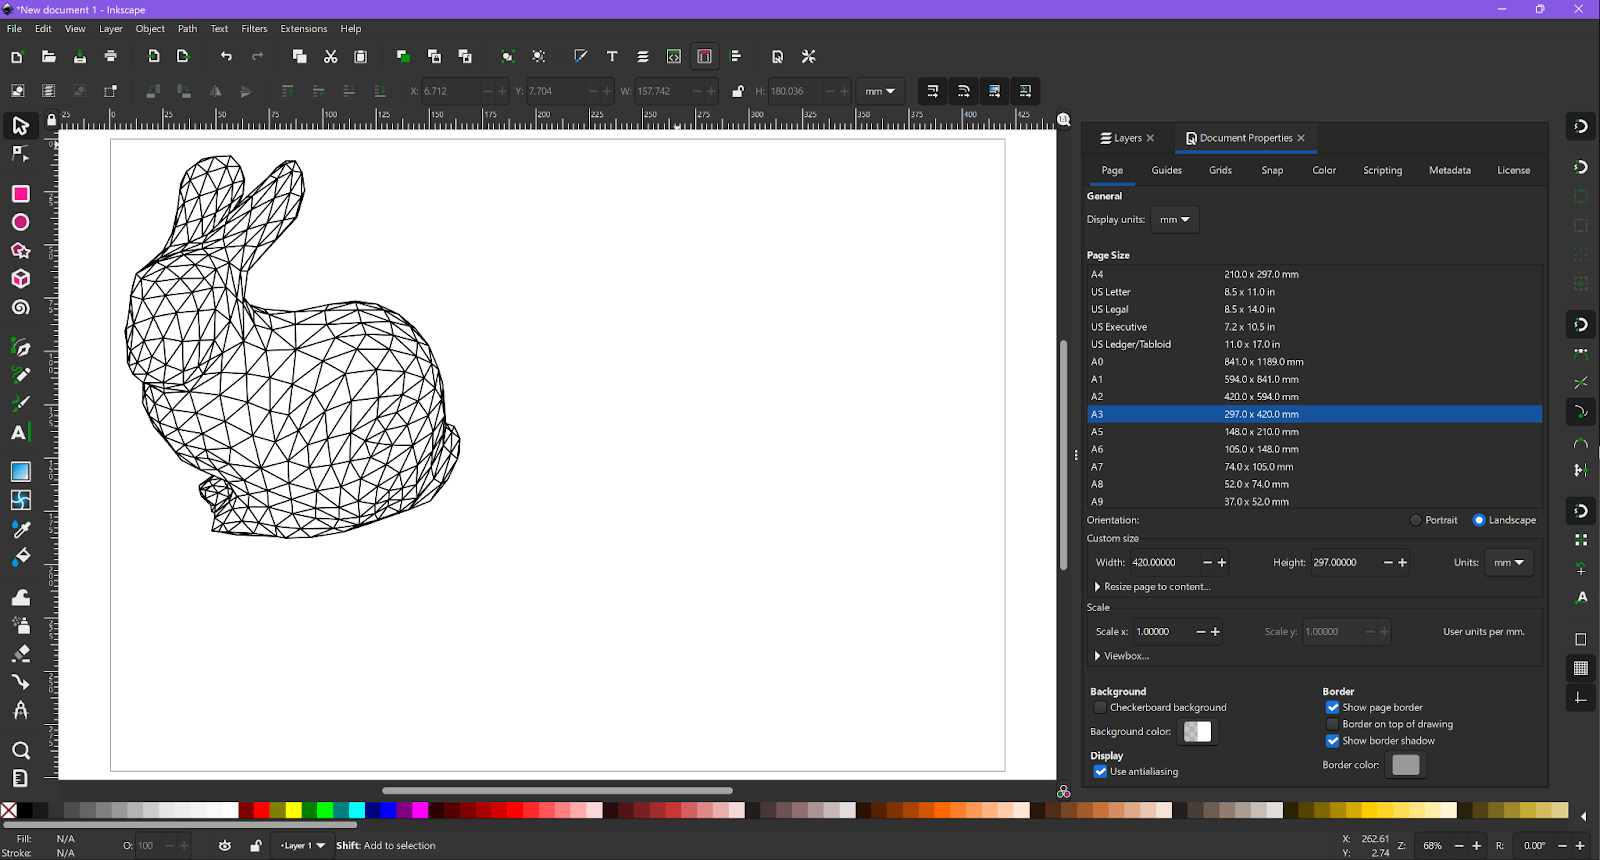 *New document 1 - Inkscape
File Edit View Layer Object Path Text Filters Extensions Help
X: 6.712 Y: 7.704 W: 157.742 H: 180.036 mm
-25 0 25 50 75 100 125 150 175 200 225 250 275 300 325 350 375 400 425
Layers Document Properties
Page Guides Grids Snap Color Scripting Metadata License
General
Display units: mm
Page Size
A4 210.0 x 297.0 mm
US Letter 8.5 x 11.0 in
US Legal 8.5 x 14.0 in
US Executive 7.2 x 10.5 in
US Ledger/Tabloid 11.0 x 17.0 in
A0 841.0 x 1189.0 mm
A1 594.0 x 841.0 mm
A2 420.0 x 594.0 mm
A3 297.0 x 420.0 mm
A5 148.0 x 210.0 mm
A6 105.0 x 148.0 mm
A7 74.0 x 105.0 mm
A8 52.0 x 74.0 mm
A9 37.0 x 52.0 mm
Orientation: Portrait Landscape
Custom size
Width: 420.00000 Height: 297.00000 Units: mm
Resize page to content...
Scale
Scale x: 1.00000 Scale y: 1.00000 User units per mm.
Viewbox...
Background Border
Checkerboard background Show page border
Border on top of drawing
Background color: Show border shadow
Display Border color:
Use antialiasing
Fill: N/A O: 100 Layer 1 Shift: Add to selection X: 262.61 Z: 68% R: 0.00°
Stroke: N/A Y: 2.74